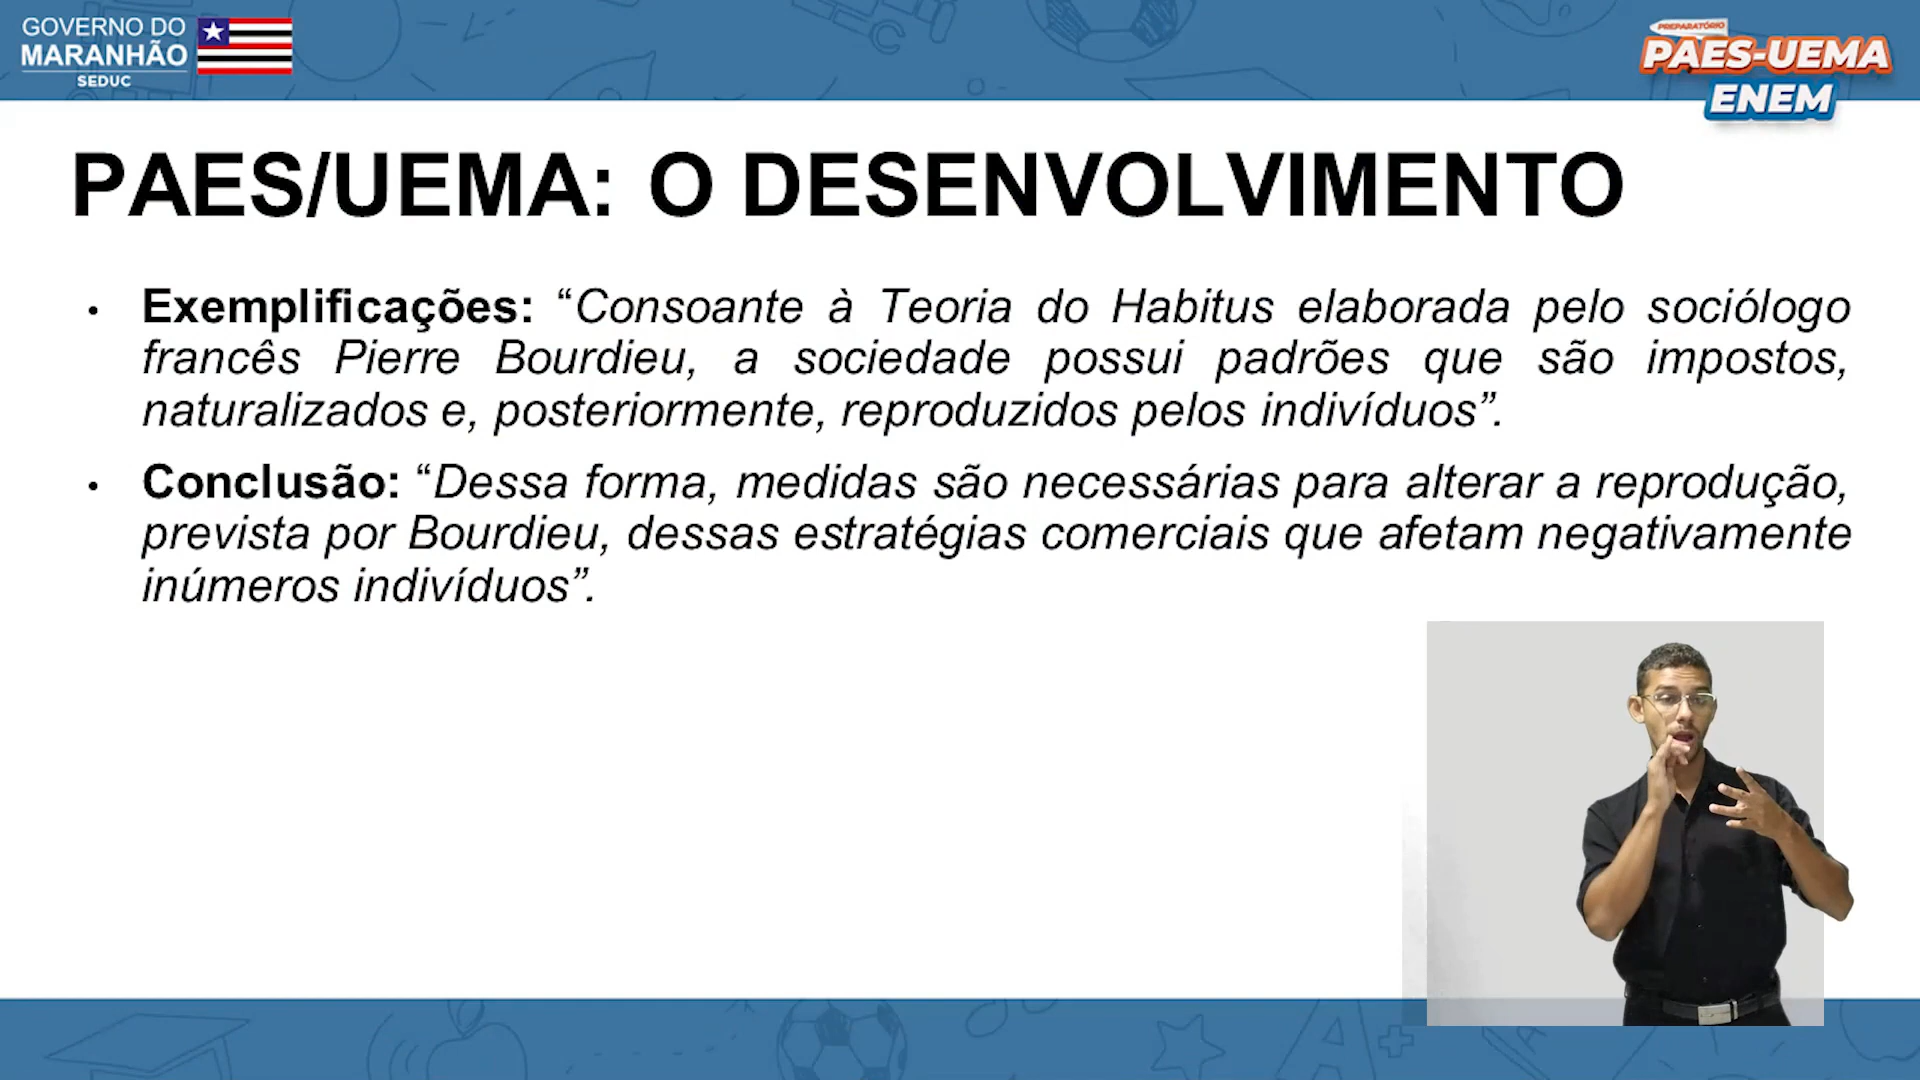 GOVERNO DO
MARANHÃO
SEDUC
PREPARATÓRIO
PAES-UEMA
ENEM
PAES/UEMA: O DESENVOLVIMENTO
• Exemplificações: “Consoante à Teoria do Habitus elaborada pelo sociólogo
francês Pierre Bourdieu, a sociedade possui padrões que são impostos,
naturalizados e, posteriormente, reproduzidos pelos indivíduos”.
• Conclusão: “Dessa forma, medidas são necessárias para alterar a reprodução,
prevista por Bourdieu, dessas estratégias comerciais que afetam negativamente
inúmeros indivíduos”.
A+